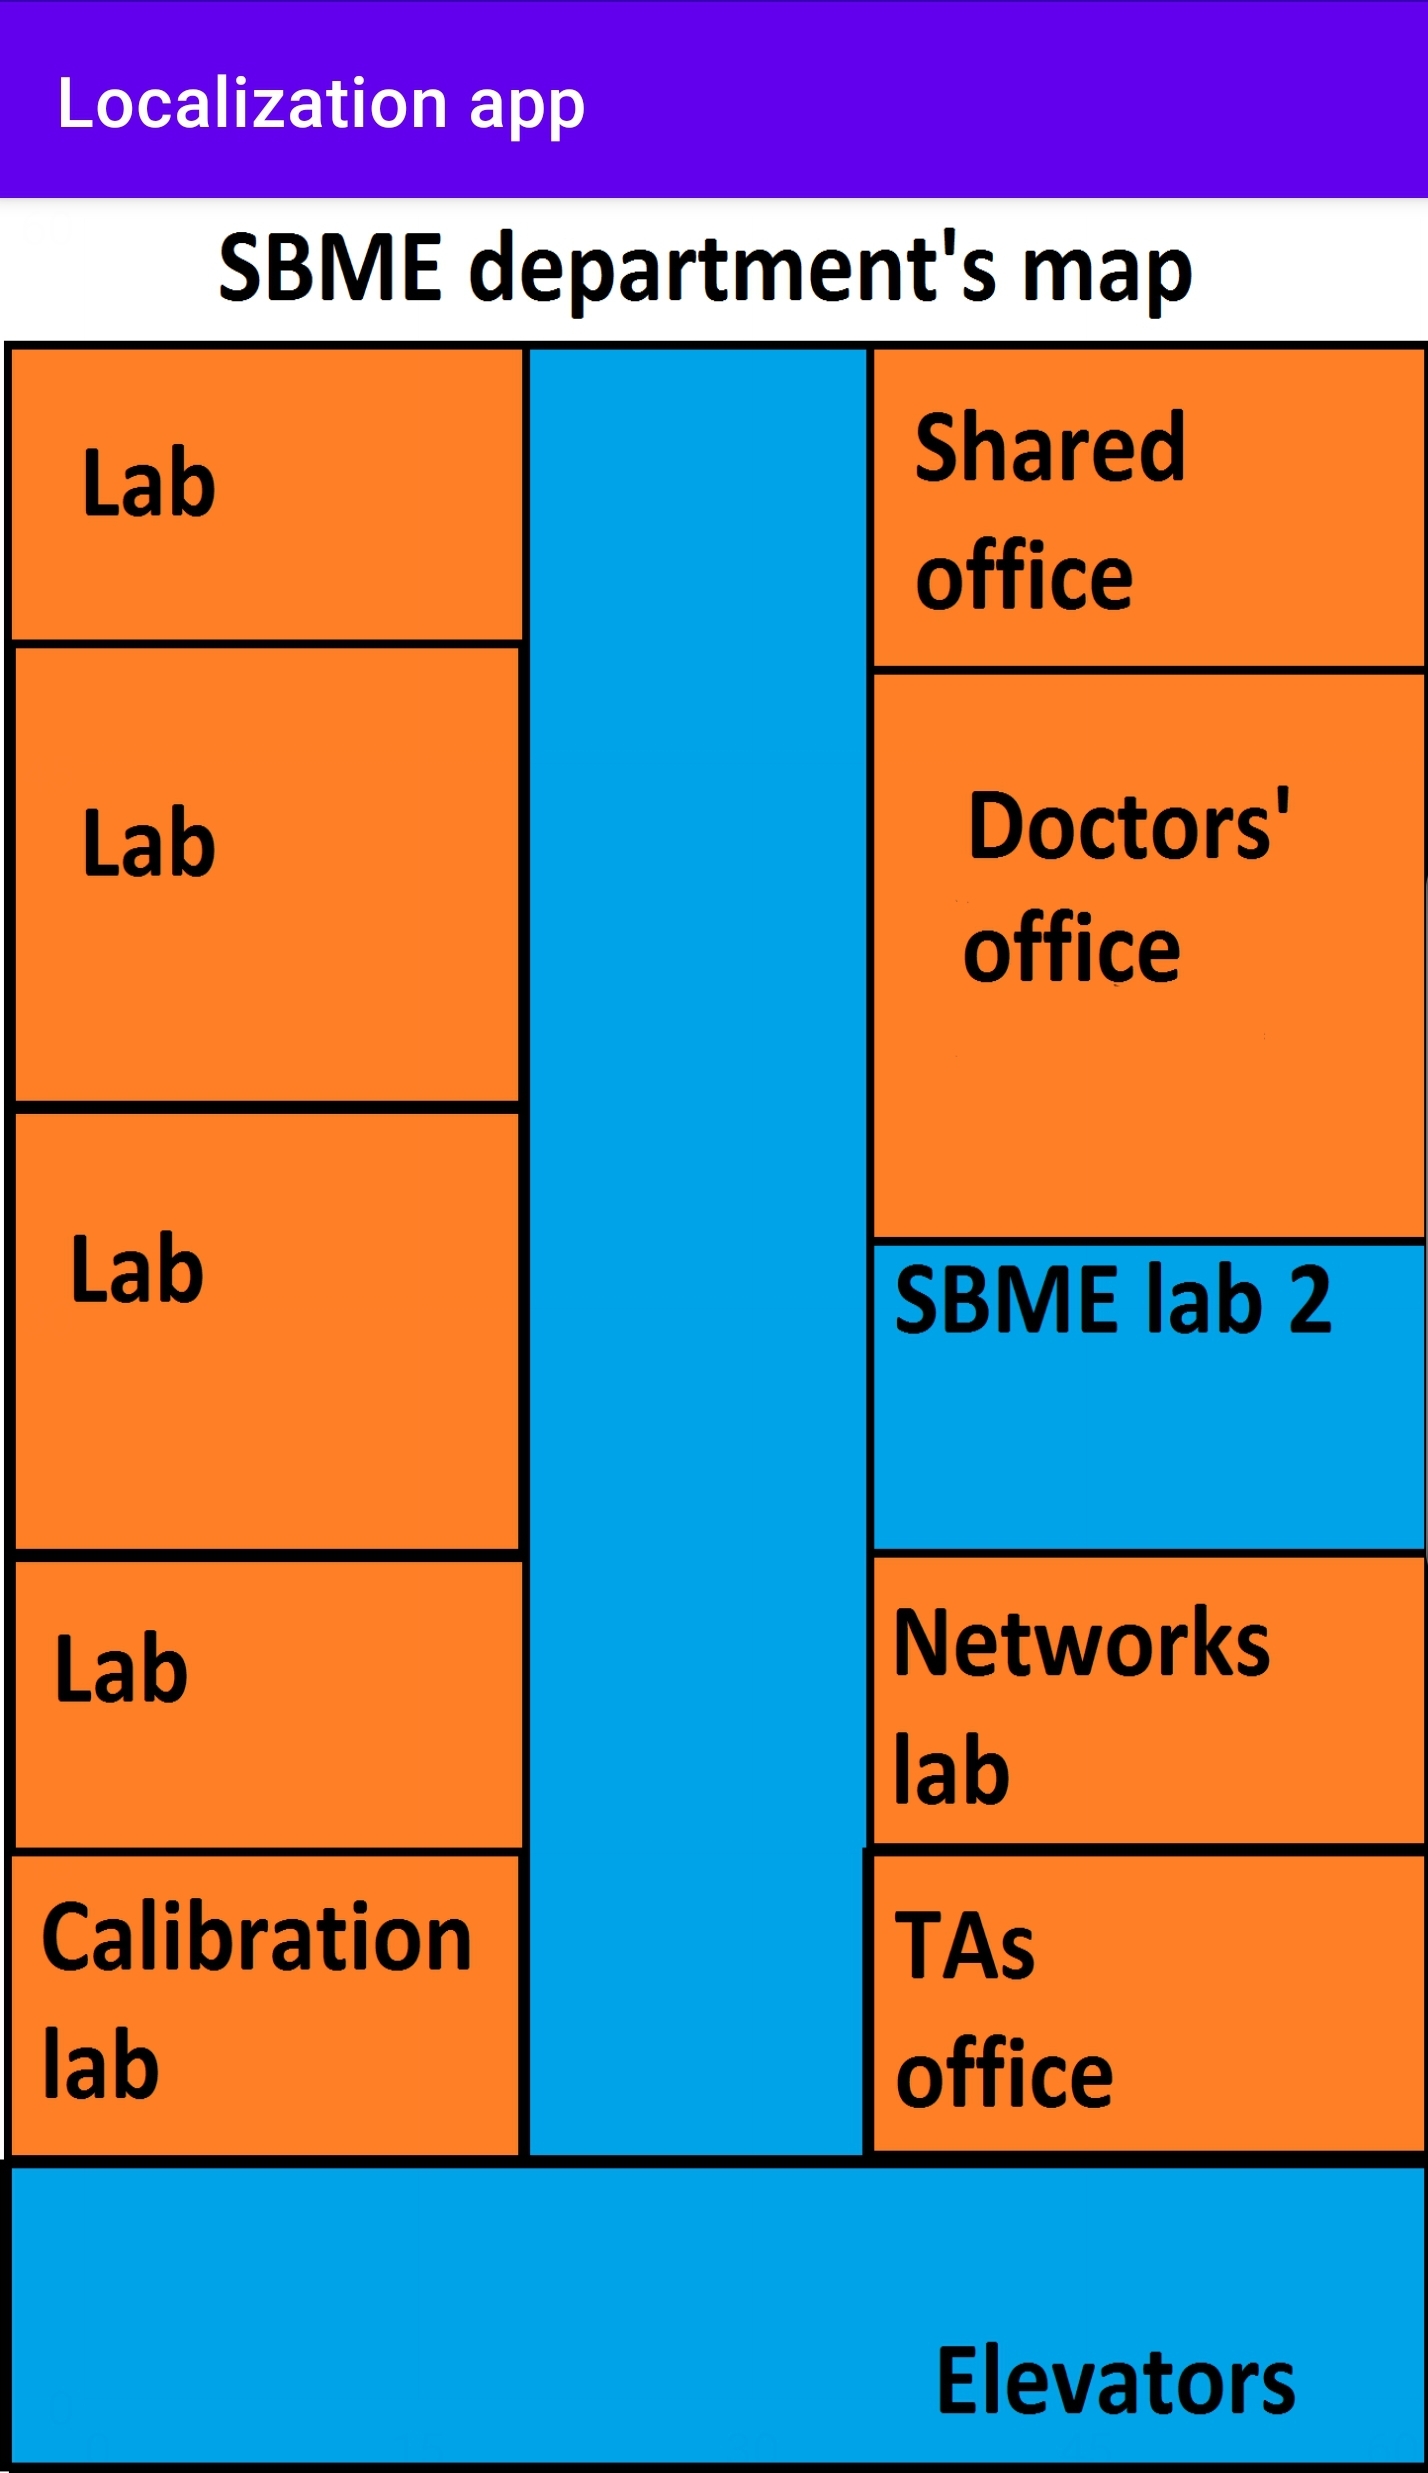 Localization app
SBME department's map
Lab
Lab
Lab
Lab
Calibration
lab
Shared
office
Doctors'
office
SBME lab 2
Networks
lab
TAs
office
Elevators